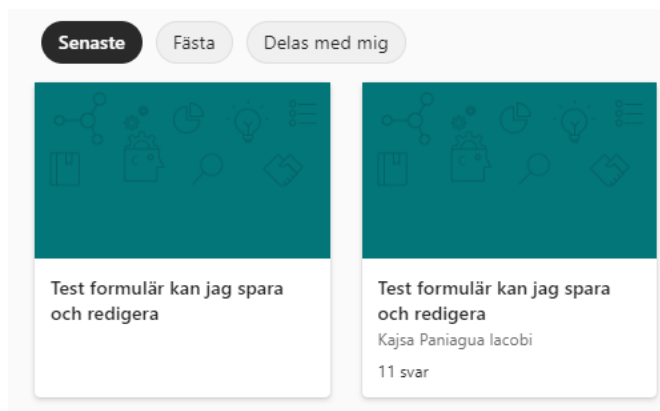 Senaste
Fästa
Delas med mig
Test formulär kan jag spara
och redigera
Test formulär kan jag spara
och redigera
Kajsa Paniagua Iacobi
11 svar